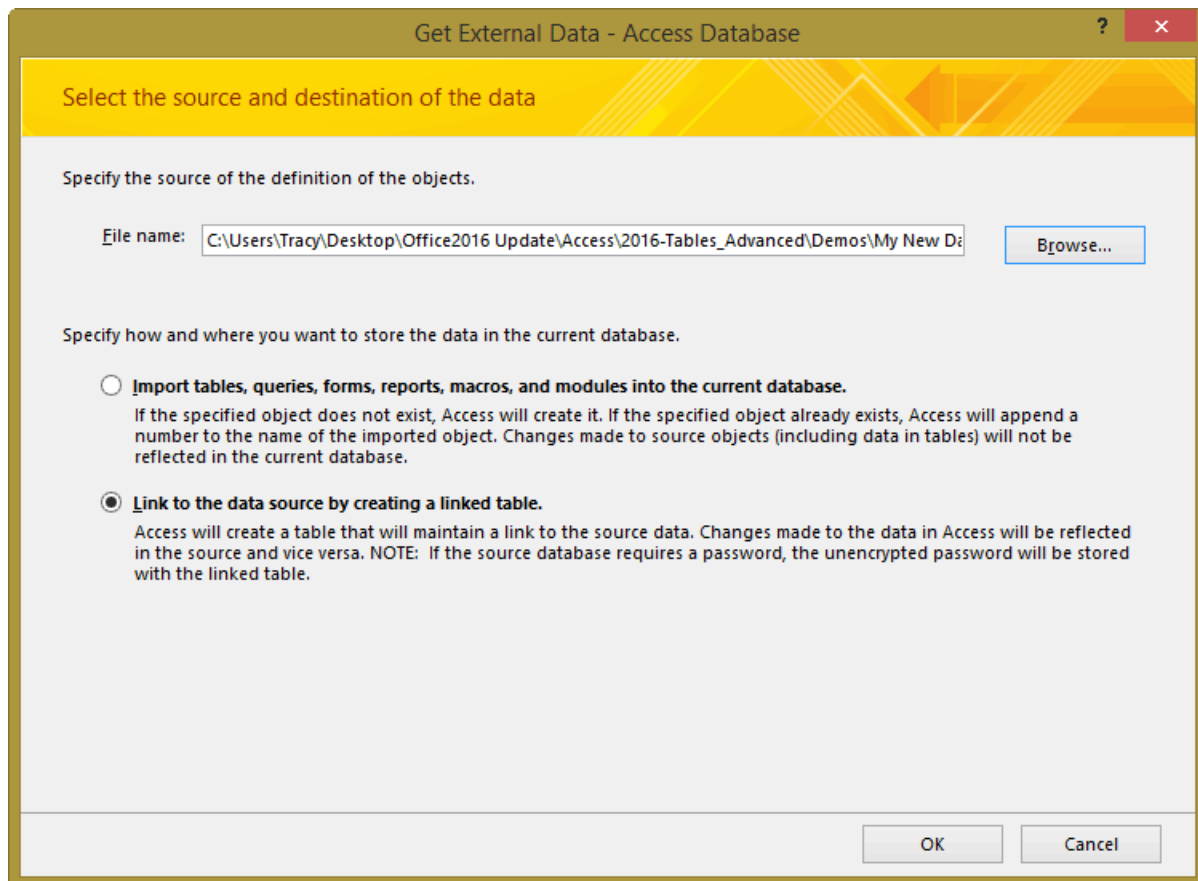 Get External Data - Access Database
?
Select the source and destination of the data
Specify the source of the definition of the objects.
File name: C:\Users\Tracy\Desktop\Office2016 Update\Access\2016-Tables_Advanced\Demos\My New Da Browse...
Specify how and where you want to store the data in the current database.
Import tables, queries, forms, reports, macros, and modules into the current database.
If the specified object does not exist, Access will create it. If the specified object already exists, Access will append a
number to the name of the imported object. Changes made to source objects (including data in tables) will not be
reflected in the current database.
Link to the data source by creating a linked table.
Access will create a table that will maintain a link to the source data. Changes made to the data in Access will be reflected
in the source and vice versa. NOTE:  If the source database requires a password, the unencrypted password will be stored
with the linked table.
OK Cancel